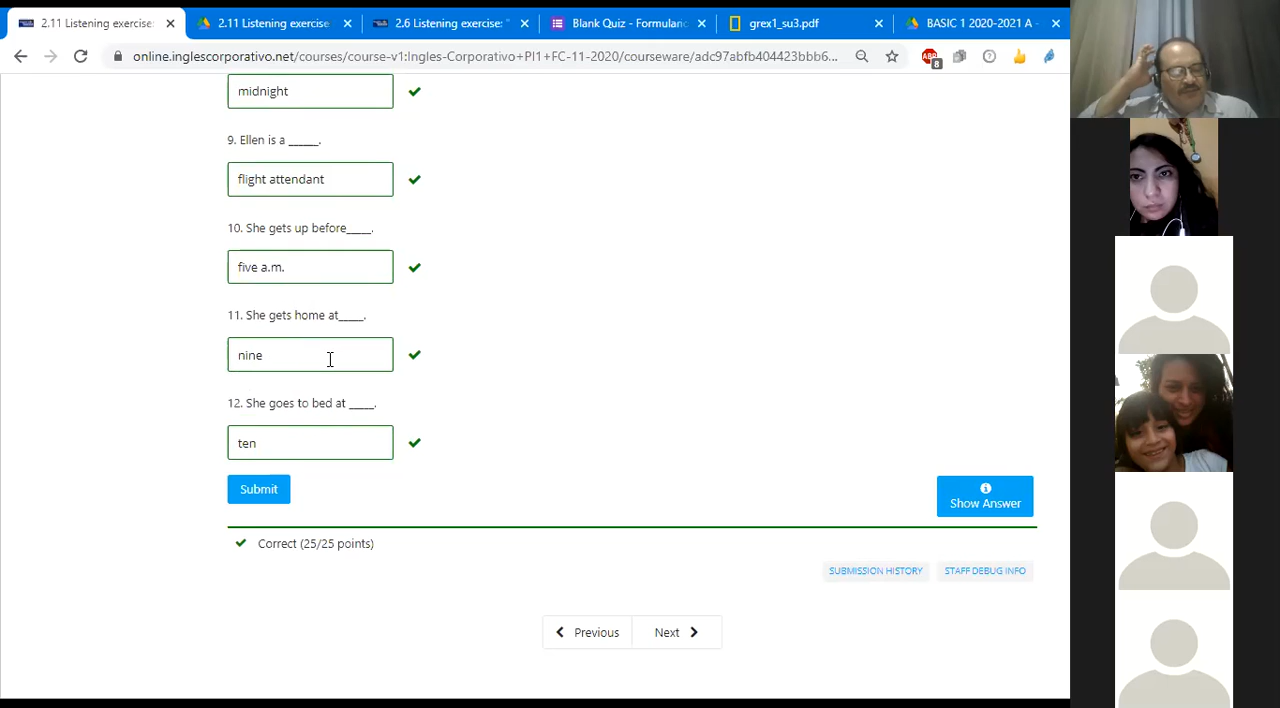 2.11 Listening exercise:
2.11 Listening exercise
2.6 Listening exercise: "
Blank Quiz - Formulario
grex1_su3.pdf
BASIC 1 2020-2021 A -
online.inglescorporativo.net/courses/course-v1:Ingles-Corporativo+PI1+FC-11-2020/courseware/adc97abfb404423bbb6...
8
midnight
9. Ellen is a ______.
flight attendant
10. She gets up before_____.
five a.m.
11. She gets home at_____.
nine
12. She goes to bed at _____.
ten
Submit
Show Answer
Correct (25/25 points)
SUBMISSION HISTORY
STAFF DEBUG INFO
Previous
Next